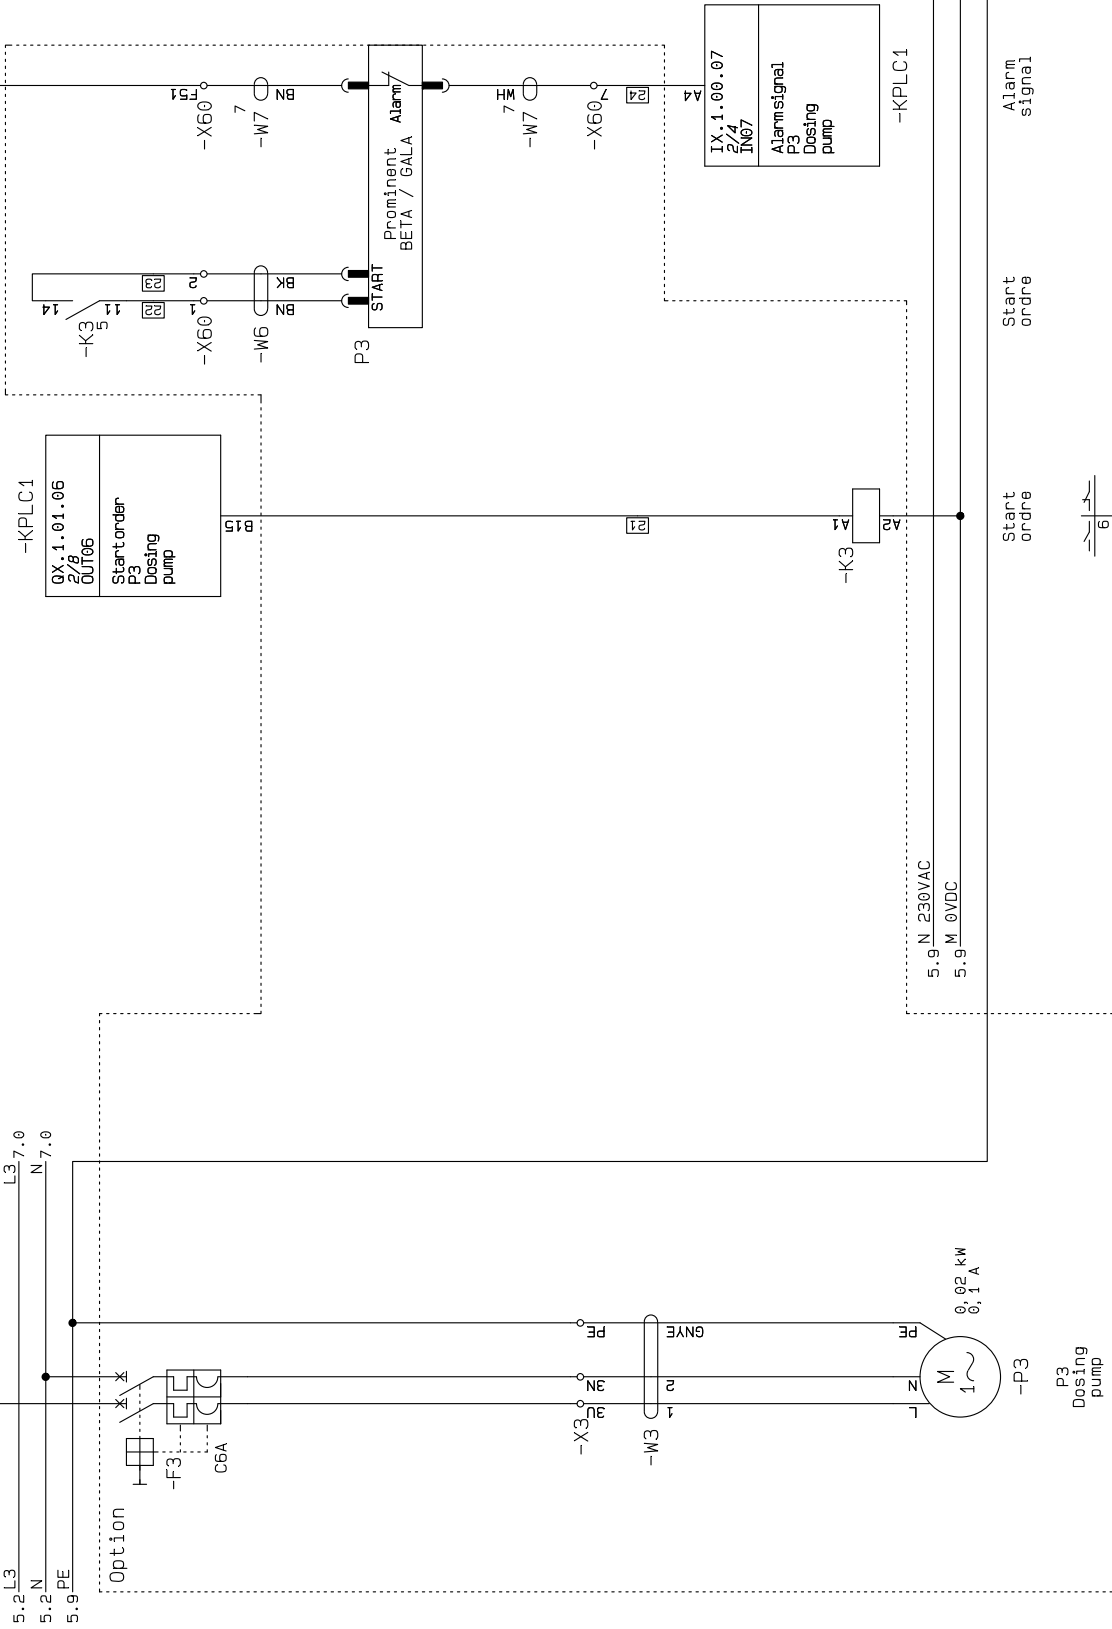 5.2 L3
5.2 N
5.9 PE
L3 7.0
N 7.0
Option
-F3
C6A
-X3
3U
3N
PE
-W3
1
2
GNYE
L
N
PE
M
1~
-P3
0,02 kW
0,1 A
P3
Dosing
pump
5.9 N 230VAC
5.9 M 0VDC
-KPLC1
QX.1.01.06
2/8
OUT06
Startorder
P3
Dosing
pump
B15
21
-K3
A1
A2
Start
ordre
6
-K3
5
14
11
22
23
-X60
1
2
-W6
BN
BK
START
P3
Prominent
BETA / GALA
Alarm
Start
ordre
F51
-X60
7
-W7
BN
WH
7
-W7
7
-X60
24
A4
IX.1.00.07
2/4
IN07
Alarmsignal
P3
Dosing
pump
-KPLC1
Alarm
signal